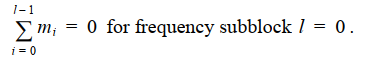 l-1
∑ m_i = 0 for frequency subblock l = 0.
i = 0